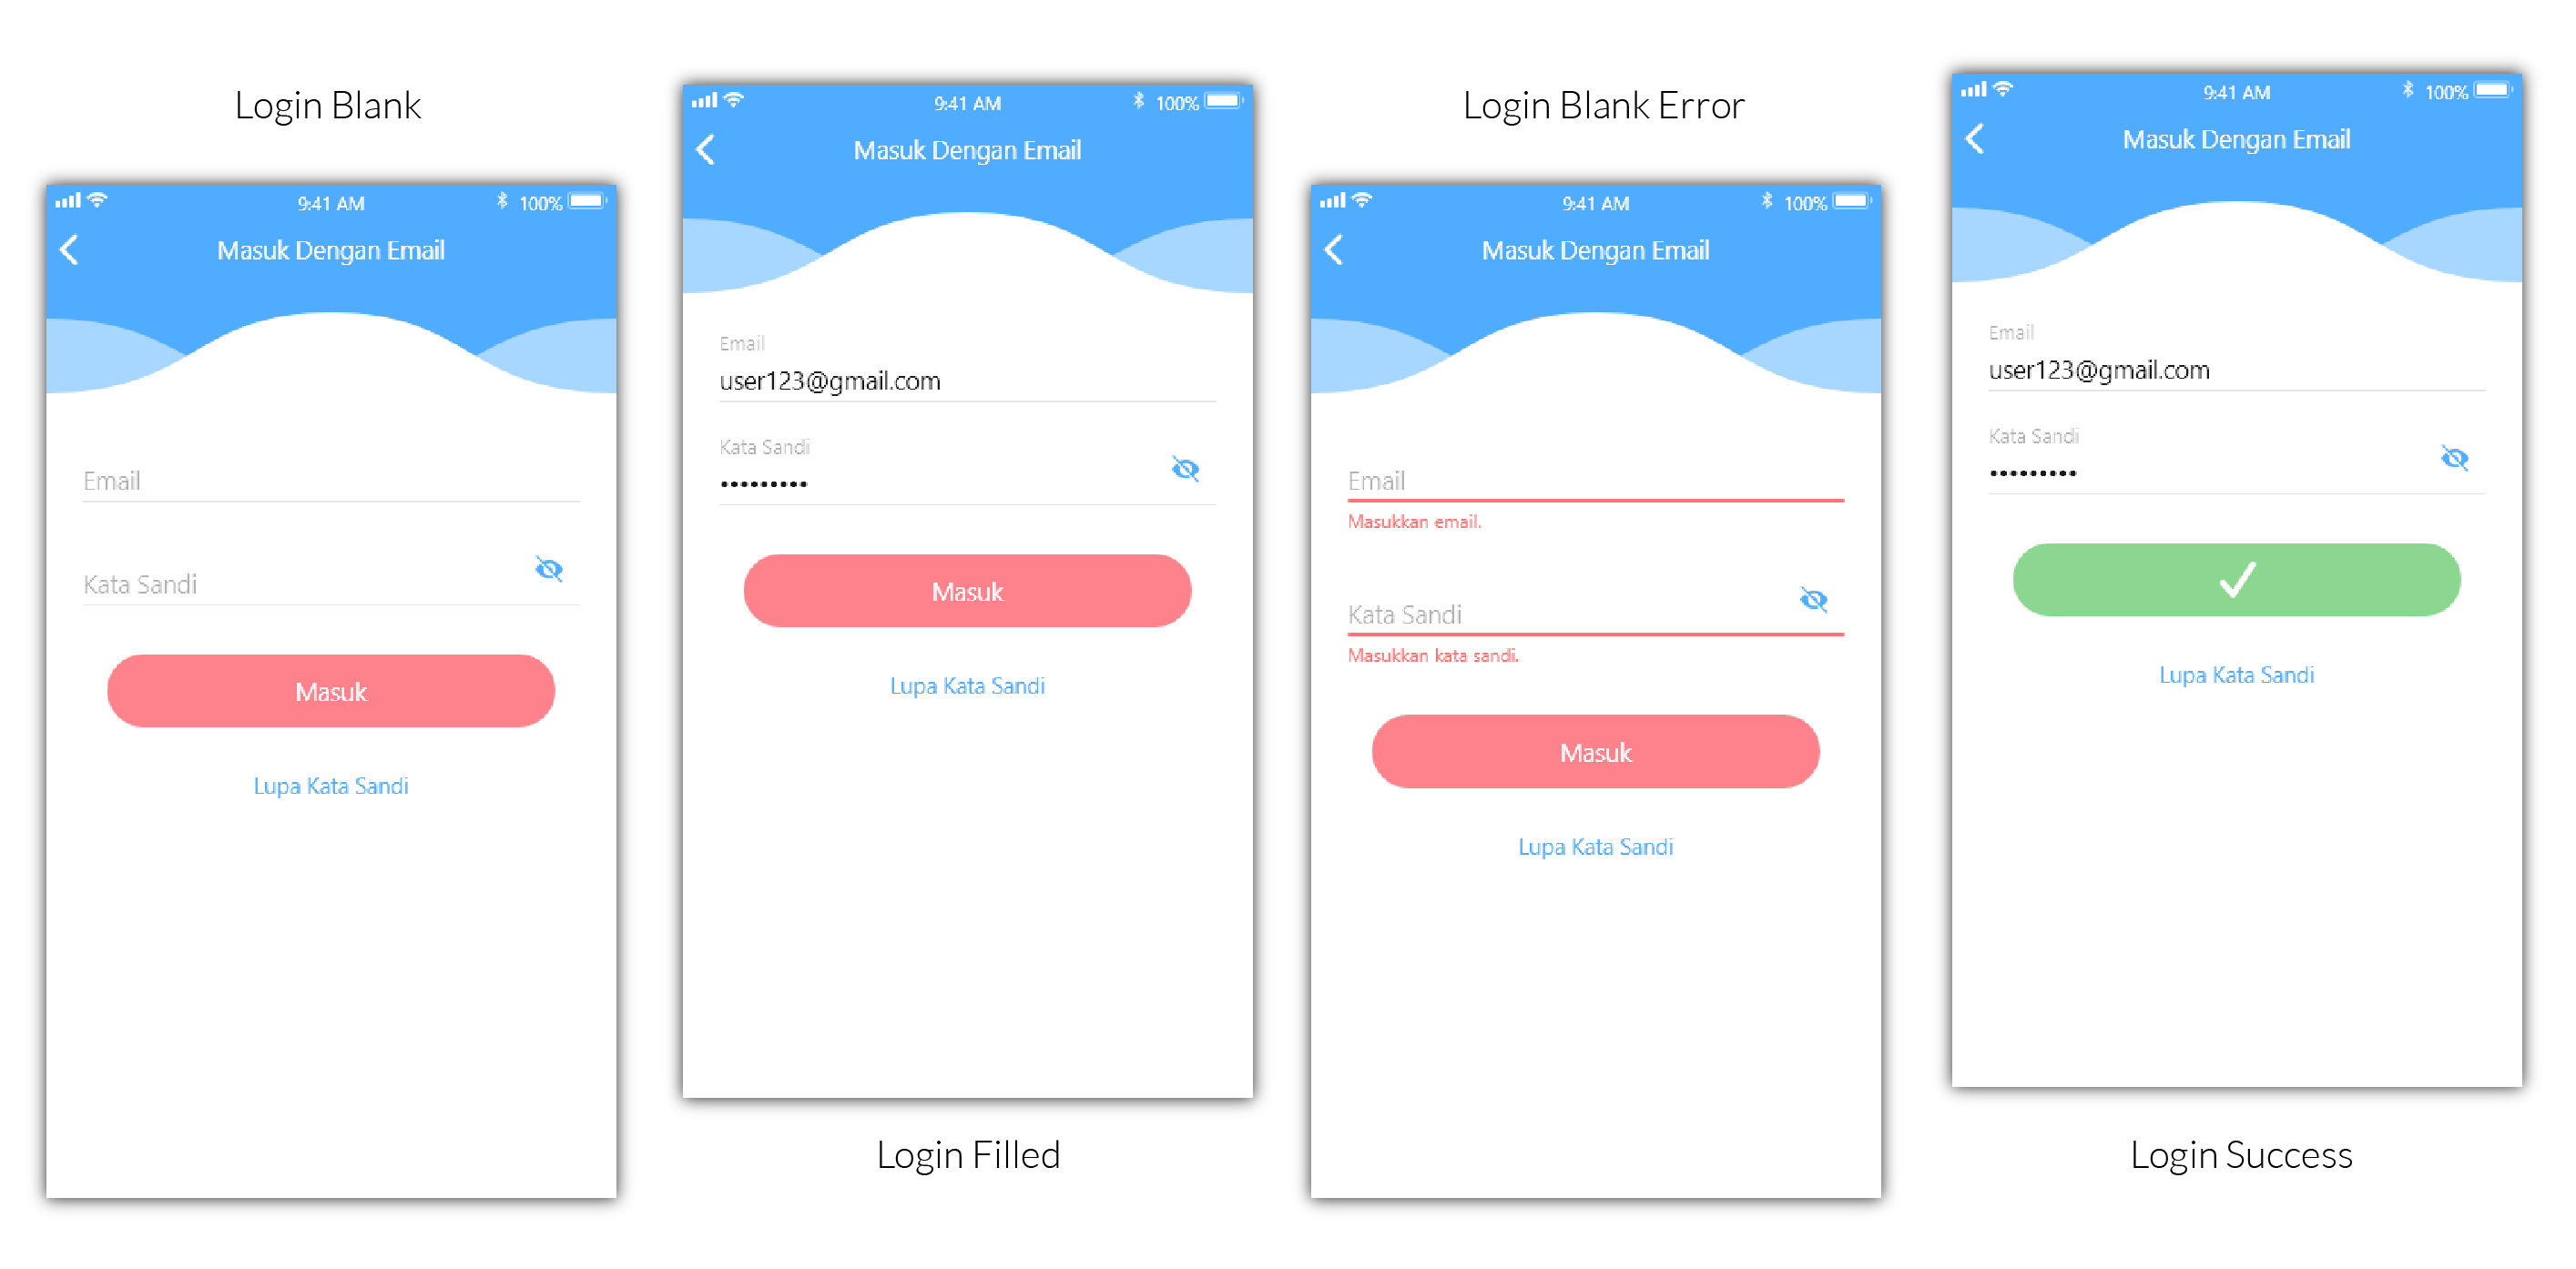 Login Blank
9:41 AM
100%
Masuk Dengan Email
Email
Kata Sandi
Masuk
Lupa Kata Sandi
9:41 AM
100%
Masuk Dengan Email
Email
user123@gmail.com
Kata Sandi
•••••••••
Masuk
Lupa Kata Sandi
Login Filled
Login Blank Error
9:41 AM
100%
Masuk Dengan Email
Email
Masukkan email.
Kata Sandi
Masukkan kata sandi.
Masuk
Lupa Kata Sandi
9:41 AM
100%
Masuk Dengan Email
Email
user123@gmail.com
Kata Sandi
•••••••••
Lupa Kata Sandi
Login Success